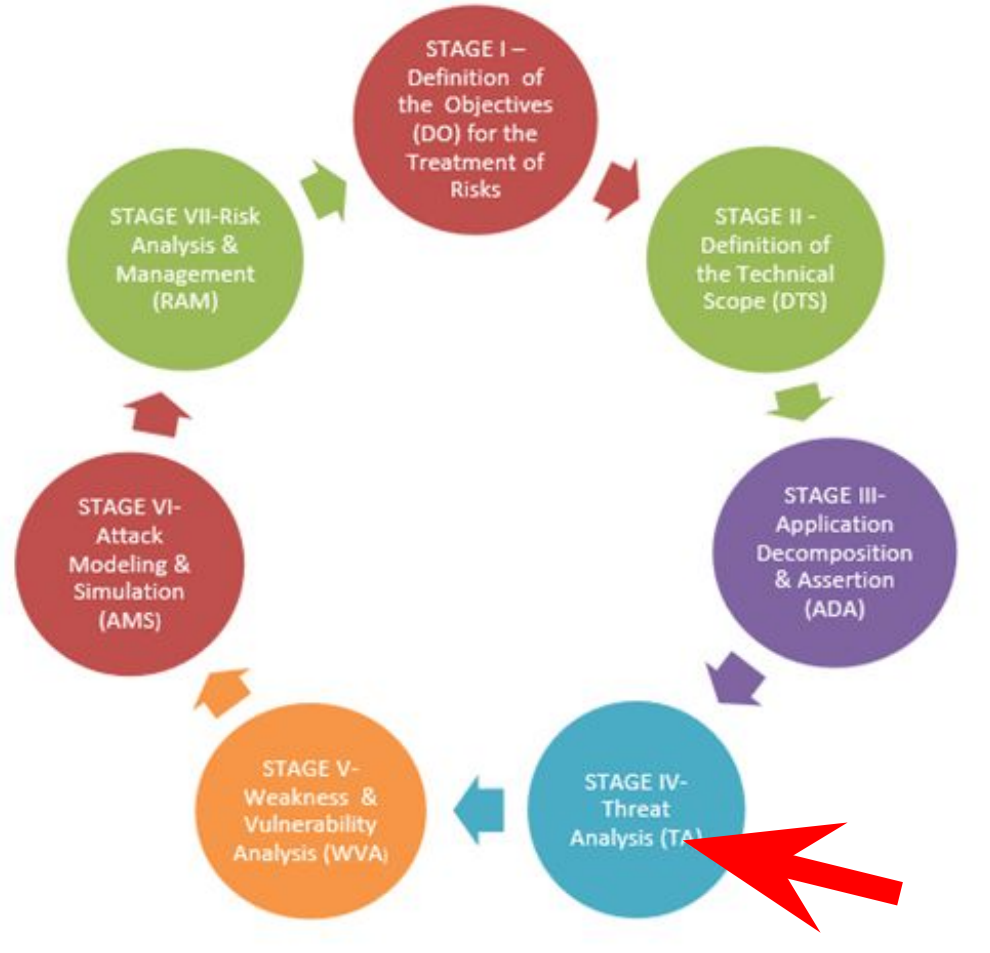 STAGE I –
Definition of
the Objectives
(DO) for the
Treatment of
Risks
STAGE II -
Definition of
the Technical
Scope (DTS)
STAGE III-
Application
Decomposition
& Assertion
(ADA)
STAGE IV-
Threat
Analysis (TA)
STAGE V-
Weakness &
Vulnerability
Analysis (WVA)
STAGE VI-
Attack
Modeling &
Simulation
(AMS)
STAGE VII-Risk
Analysis &
Management
(RAM)